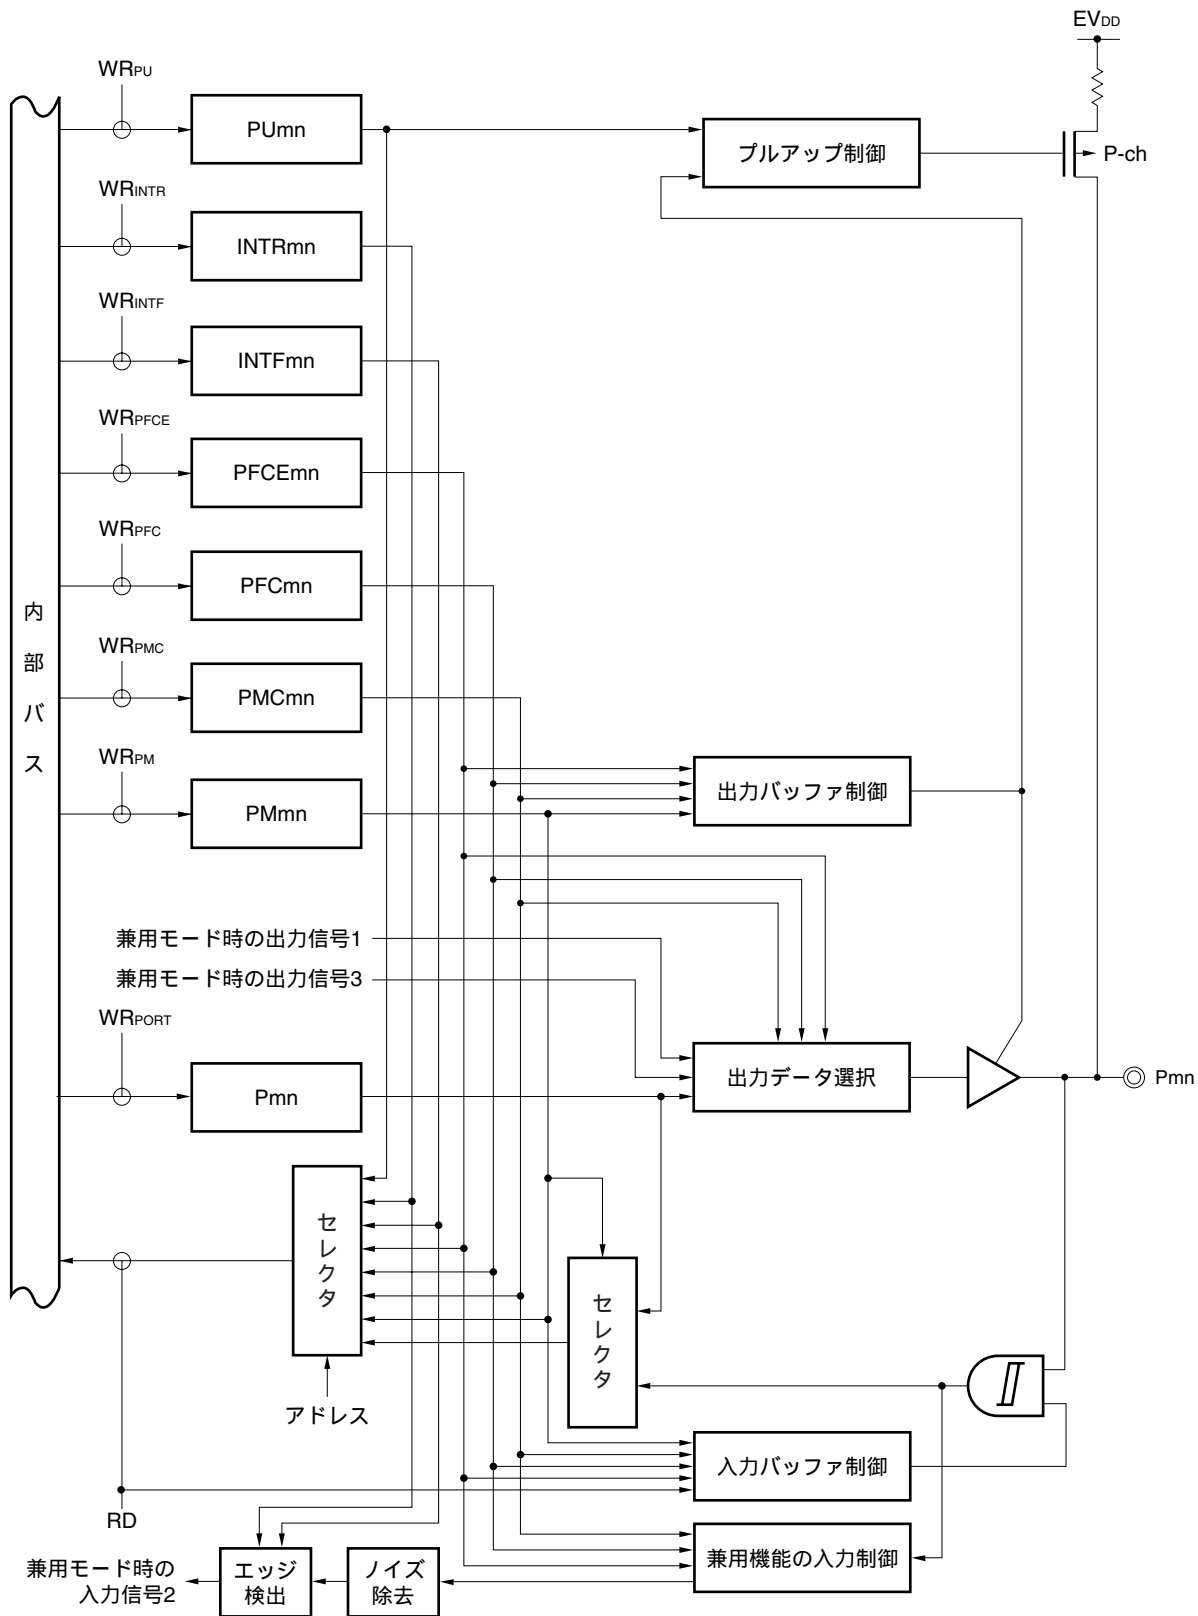 EVDD
WRPU
PUmn
プルアップ制御
P-ch
WRINTR
INTRmn
WRINTF
INTFmn
WRPFCE
PFCEmn
WRPFC
PFCmn
内部バス
WRPMC
PMCmn
WRPM
PMmn
出力バッファ制御
兼用モード時の出力信号1
兼用モード時の出力信号3
WRPORT
Pmn
出力データ選択
Pmn
セレクタ
セレクタ
アドレス
入力バッファ制御
RD
兼用機能の入力制御
兼用モード時の
入力信号2
エッジ
検出
ノイズ
除去